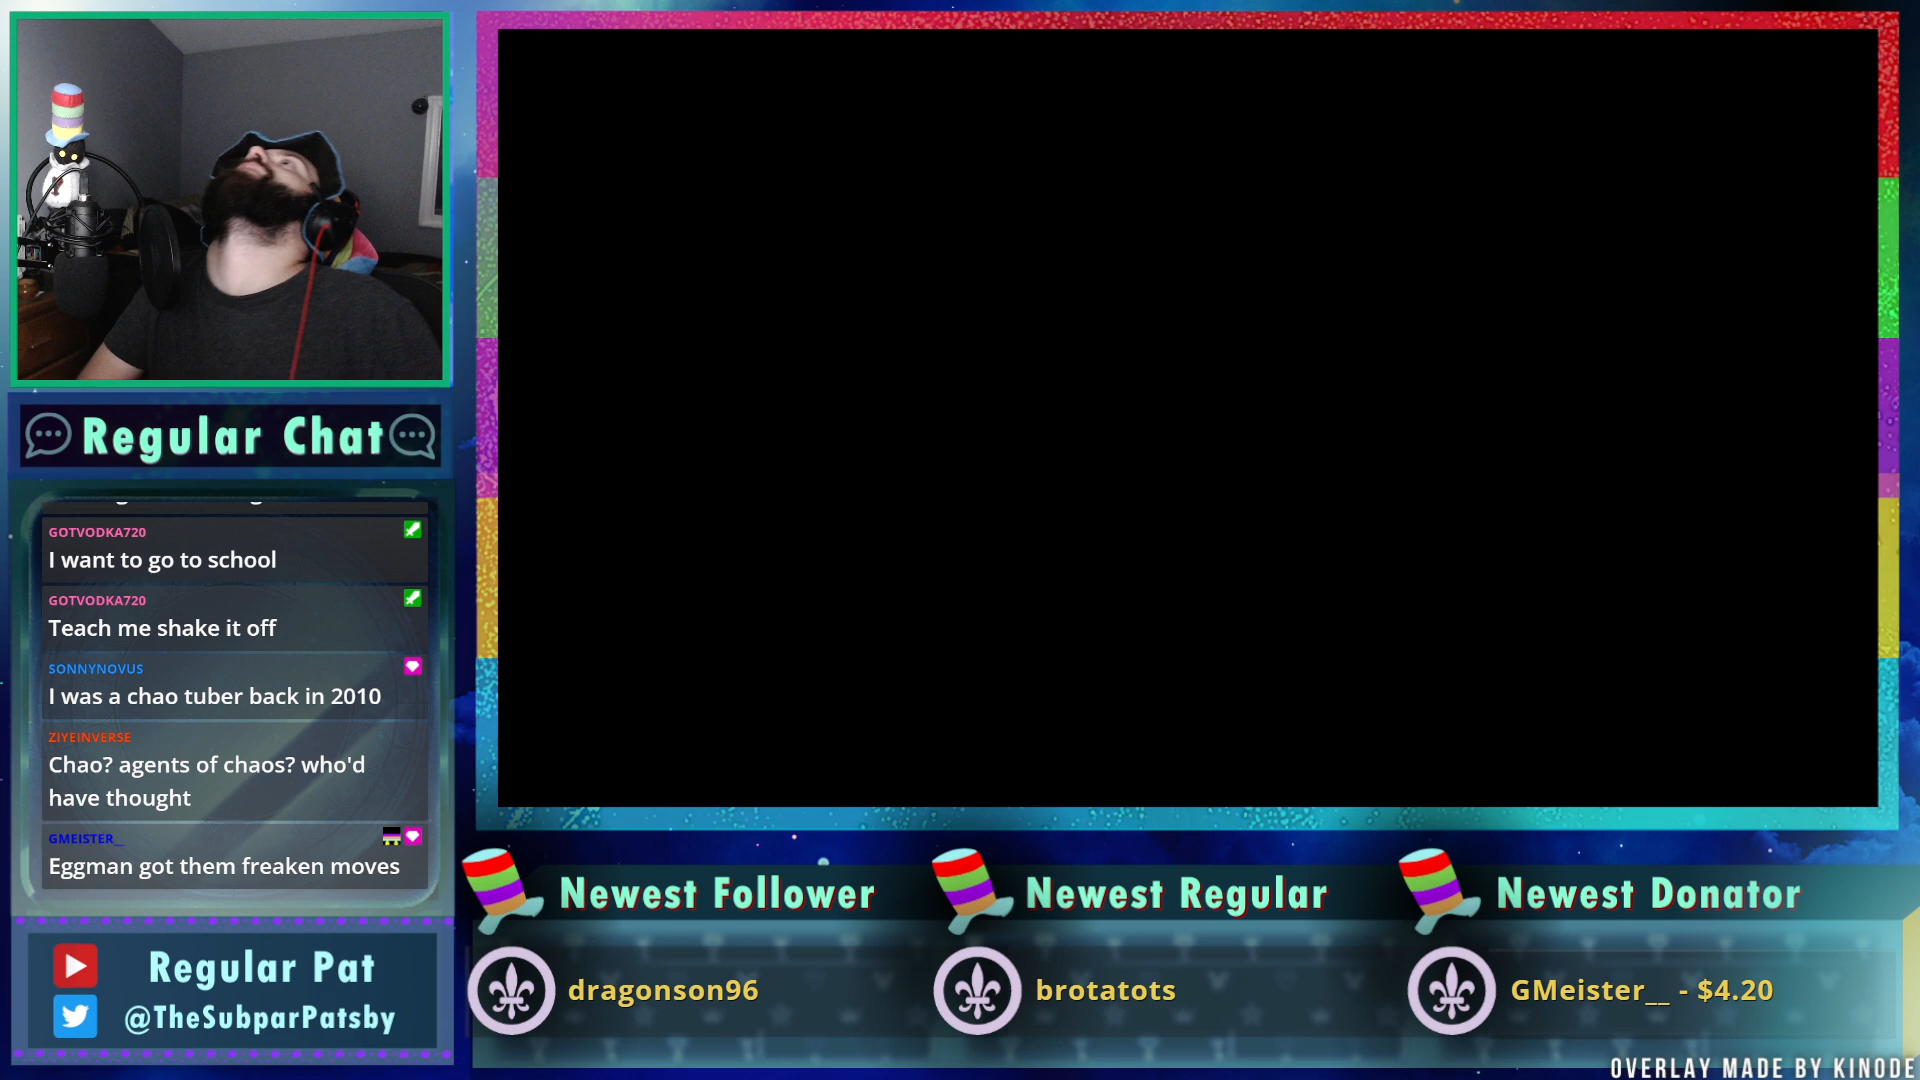 Regular Chat
GOTVODKA720
I want to go to school
GOTVODKA720
Teach me shake it off
SONNYNOVUS
I was a chao tuber back in 2010
ZIYEINVERSE
Chao? agents of chaos? who'd
have thought
GMEISTER__
Eggman got them freaken moves
Regular Pat
@TheSubparPatsby
Newest Follower
dragonson96
Newest Regular
brotatots
Newest Donator
GMeister__ - $4.20
OVERLAY MADE BY KINODE